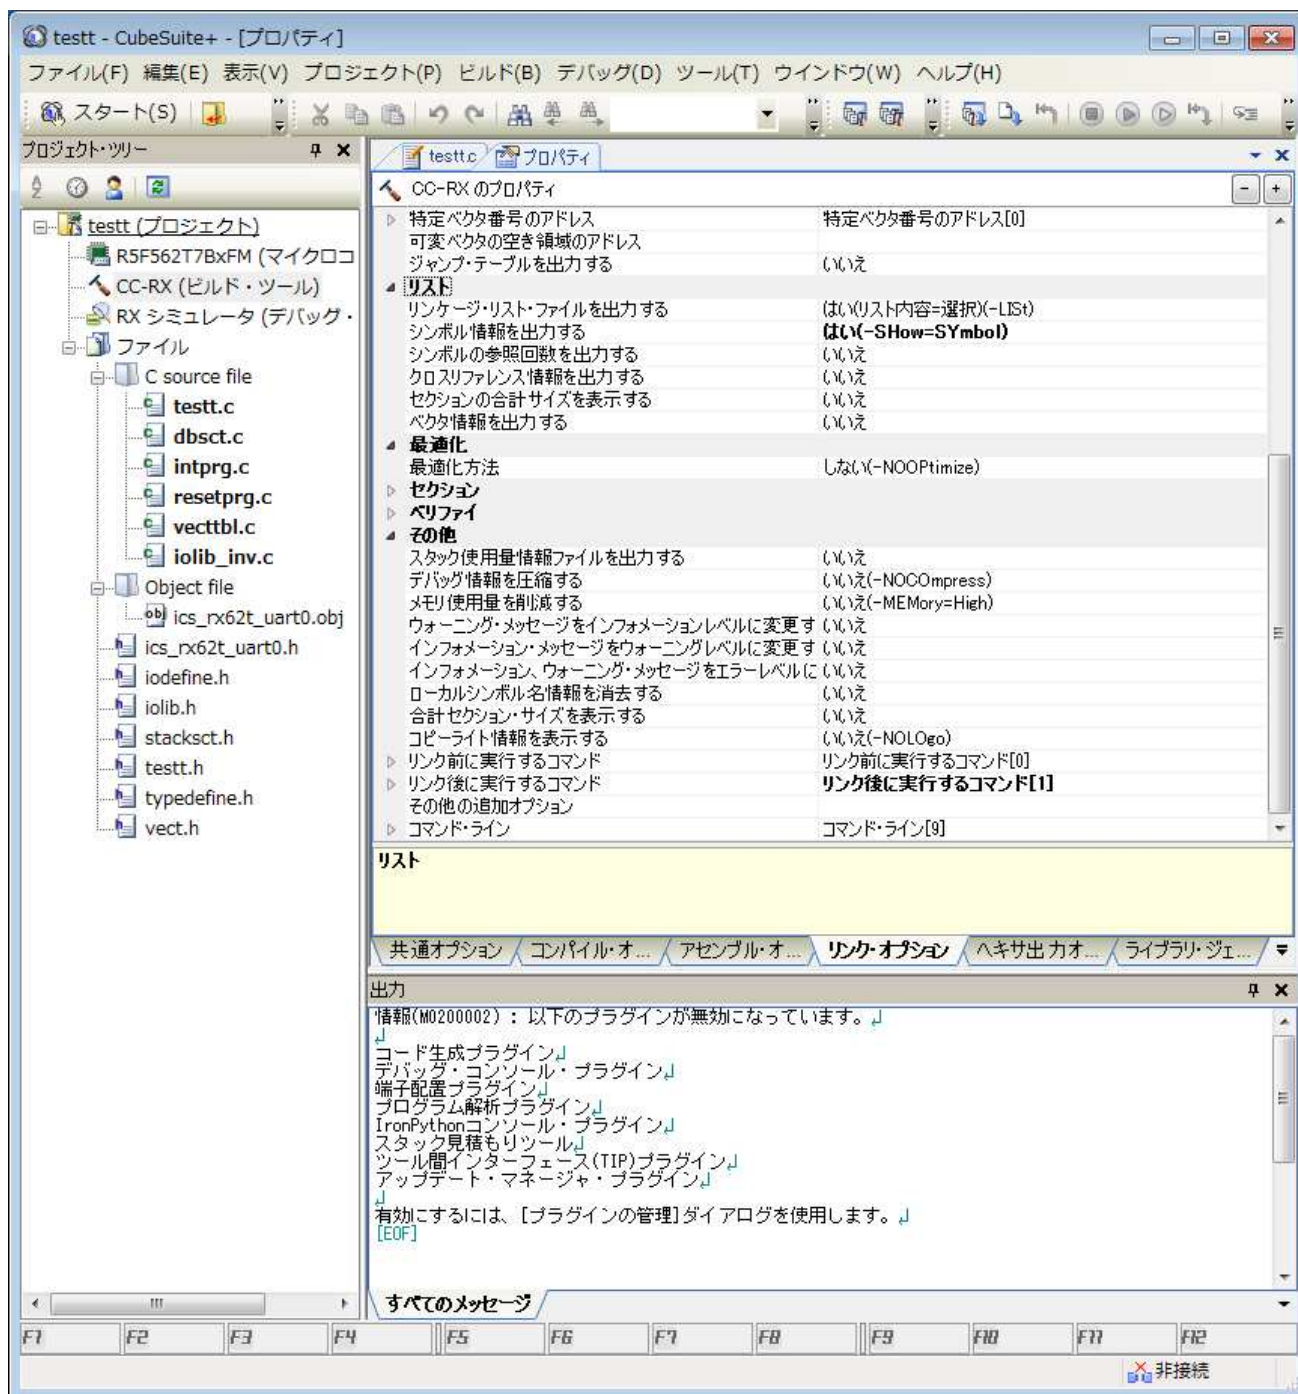 testt - CubeSuite+ - [プロパティ]
ファイル(F) 編集(E) 表示(V) プロジェクト(P) ビルド(B) デバッグ(D) ツール(T) ウインドウ(W) ヘルプ(H)
スタート(S)
プロジェクト・ツリー
testt (プロジェクト)
R5F562T7BxFM (マイクロコ
CC-RX (ビルド・ツール)
RX シミュレータ (デバッグ・
ファイル
C source file
testt.c
dbsct.c
intprg.c
resetprg.c
vecttbl.c
iolib_inv.c
Object file
ics_rx62t_uart0.obj
ics_rx62t_uart0.h
iodefine.h
iolib.h
stacksct.h
testt.h
typedefine.h
vect.h
testt.c プロパティ
CC-RX のプロパティ
特定ベクタ番号のアドレス 特定ベクタ番号のアドレス[0]
可変ベクタの空き領域のアドレス
ジャンプ・テーブルを出力する いいえ
リスト
リンケージ・リスト・ファイルを出力する はい(リスト内容=選択)(-LISt)
シンボル情報を出力する はい(-SHow=SYmbol)
シンボルの参照回数を出力する いいえ
クロスリファレンス情報を出力する いいえ
セクションの合計サイズを表示する いいえ
ベクタ情報を出力する いいえ
最適化
最適化方法 しない(-NOOPtimize)
セクション
ベリファイ
その他
スタック使用量情報ファイルを出力する いいえ
デバッグ情報を圧縮する いいえ(-NOCOmpress)
メモリ使用量を削減する いいえ(-MEMory=High)
ウォーニング・メッセージをインフォメーションレベルに変更す いいえ
インフォメーション・メッセージをウォーニングレベルに変更す いいえ
インフォメーション、ウォーニング・メッセージをエラーレベルに いいえ
ローカルシンボル名情報を消去する いいえ
合計セクション・サイズを表示する いいえ
コピーライト情報を表示する いいえ(-NOLOgo)
リンク前に実行するコマンド リンク前に実行するコマンド[0]
リンク後に実行するコマンド リンク後に実行するコマンド[1]
その他の追加オプション
コマンド・ライン コマンド・ライン[9]
リスト
共通オプション コンパイル・オ... アセンブル・オ... リンク・オプション ヘキサ出力オ... ライブラリ・ジェ...
出力
情報(M0200002) : 以下のプラグインが無効になっています。
コード生成プラグイン
デバッグ・コンソール・プラグイン
端子配置プラグイン
プログラム解析プラグイン
IronPythonコンソール・プラグイン
スタック見積もりツール
ツール間インターフェース(TIP)プラグイン
アップデート・マネージャ・プラグイン
有効にするには、[プラグインの管理]ダイアログを使用します。
[EOF]
すべてのメッセージ
F1 F2 F3 F4 F5 F6 F7 F8 F9 F10 F11 F12
非接続